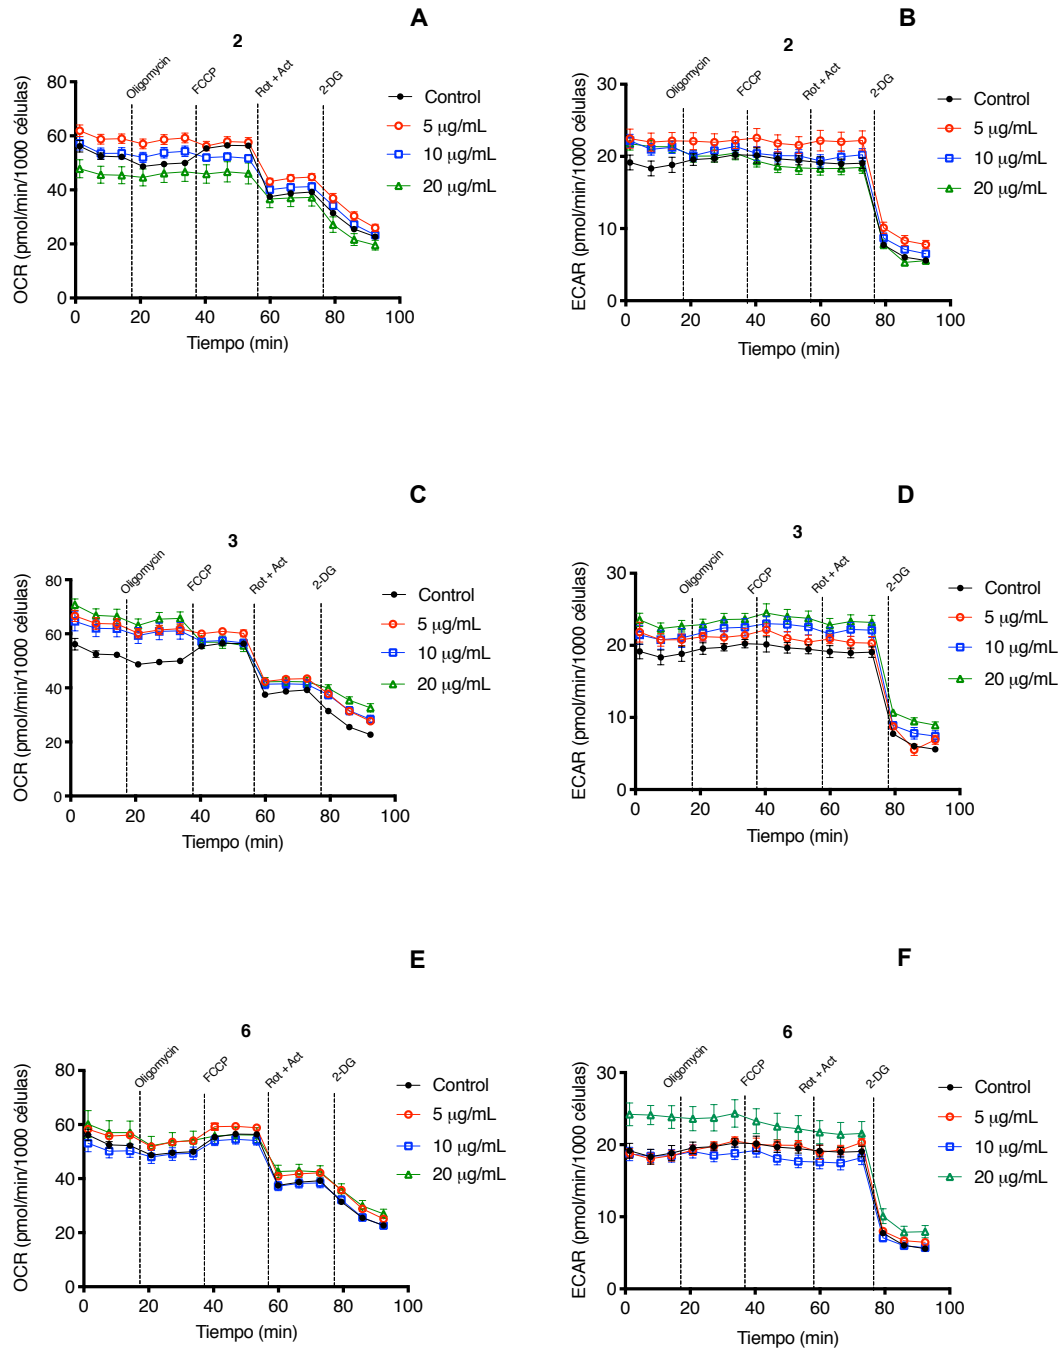 A
2
Oligomycin
FCCP
Rot + Act
2-DG
OCR (pmol/min/1000 células)
80
60
40
20
0
0 20 40 60 80 100
Tiempo (min)
Control
5 µg/mL
10 µg/mL
20 µg/mL
B
2
Oligomycin
FCCP
Rot + Act
2-DG
ECAR (pmol/min/1000 células)
30
20
10
0
0 20 40 60 80 100
Tiempo (min)
Control
5 µg/mL
10 µg/mL
20 µg/mL
C
3
Oligomycin
FCCP
Rot + Act
2-DG
OCR (pmol/min/1000 células)
80
60
40
20
0
0 20 40 60 80 100
Tiempo (min)
Control
5 µg/mL
10 µg/mL
20 µg/mL
D
3
Oligomycin
FCCP
Rot + Act
2-DG
ECAR (pmol/min/1000 células)
30
20
10
0
0 20 40 60 80 100
Tiempo (min)
Control
5 µg/mL
10 µg/mL
20 µg/mL
E
6
Oligomycin
FCCP
Rot + Act
2-DG
OCR (pmol/min/1000 células)
80
60
40
20
0
0 20 40 60 80 100
Tiempo (min)
Control
5 µg/mL
10 µg/mL
20 µg/mL
F
6
Oligomycin
FCCP
Rot + Act
2-DG
ECAR (pmol/min/1000 células)
30
20
10
0
0 20 40 60 80 100
Tiempo (min)
Control
5 µg/mL
10 µg/mL
20 µg/mL